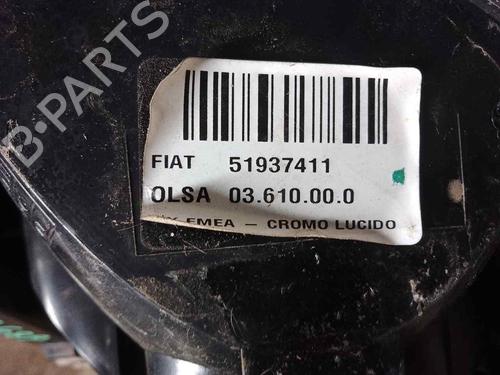 B-PARTS
FIAT 51937411
OLSA 03.610.00.0
EMEA – CROMO LUCIDO